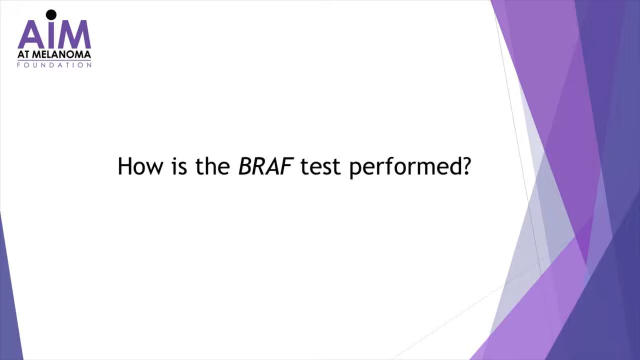 AiM
AT MELANOMA
FOUNDATION
How is the BRAF test performed?